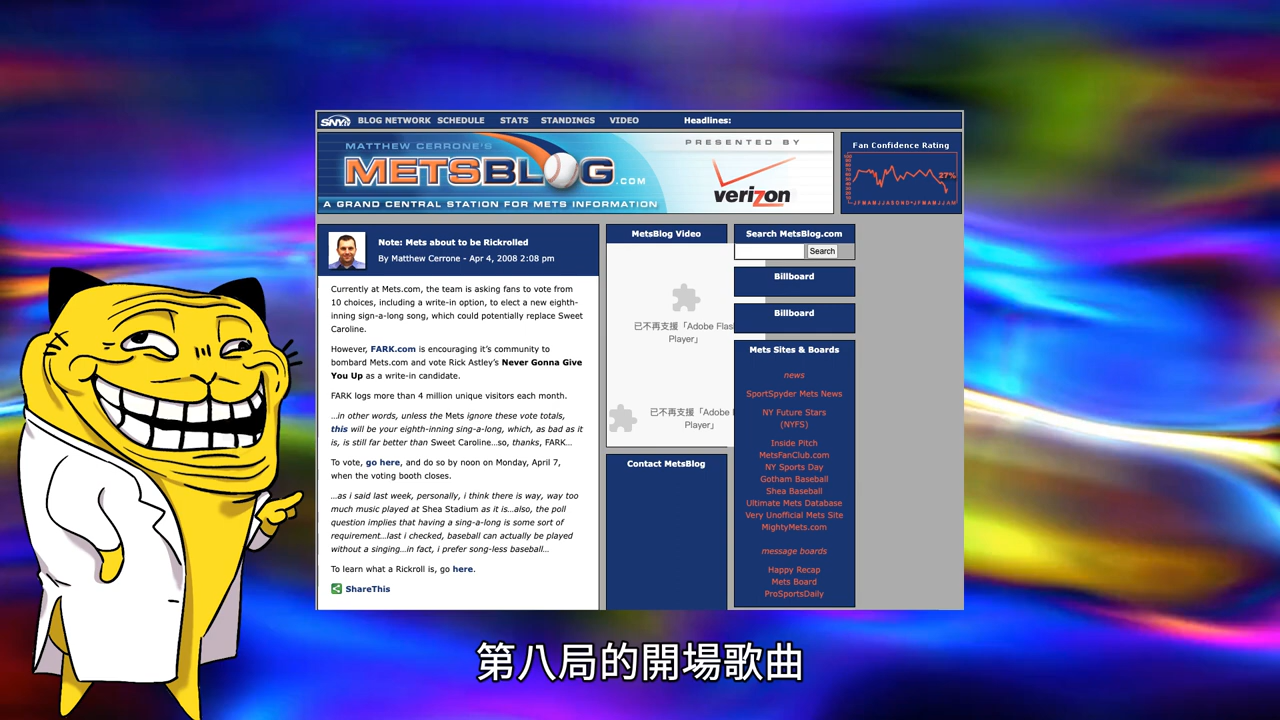 SNY.tv BLOG NETWORK SCHEDULE STATS STANDINGS VIDEO Headlines:
MATTHEW CERRONE'S
METSBLOG.COM
A GRAND CENTRAL STATION FOR METS INFORMATION
PRESENTED BY
verizon
Fan Confidence Rating
27%
Note: Mets about to be Rickrolled
By Matthew Cerrone - Apr 4, 2008 2:08 pm
Currently at Mets.com, the team is asking fans to vote from
10 choices, including a write-in option, to elect a new eighth-
inning sign-a-long song, which could potentially replace Sweet
Caroline.
However, FARK.com is encouraging it's community to
bombard Mets.com and vote Rick Astley's Never Gonna Give
You Up as a write-in candidate.
FARK logs more than 4 million unique visitors each month.
…in other words, unless the Mets ignore these vote totals,
this will be your eighth-inning sing-a-long, which, as bad as it
is, is still far better than Sweet Caroline…so, thanks, FARK…
To vote, go here, and do so by noon on Monday, April 7,
when the voting booth closes.
…as i said last week, personally, i think there is way, way too
much music played at Shea Stadium as it is…also, the poll
question implies that having a sing-a-long is some sort of
requirement…last i checked, baseball can actually be played
without a singing…in fact, i prefer song-less baseball…
To learn what a Rickroll is, go here.
ShareThis
MetsBlog Video
已不再支援「Adobe Flas
Player」
已不再支援「Adobe
Player」
Contact MetsBlog
Search MetsBlog.com
Search
Billboard
Billboard
Mets Sites & Boards
news
SportSpyder Mets News
NY Future Stars
(NYFS)
Inside Pitch
MetsFanClub.com
NY Sports Day
Gotham Baseball
Shea Baseball
Ultimate Mets Database
Very Unofficial Mets Site
MightyMets.com
message boards
Happy Recap
Mets Board
ProSportsDaily
第八局的開場歌曲